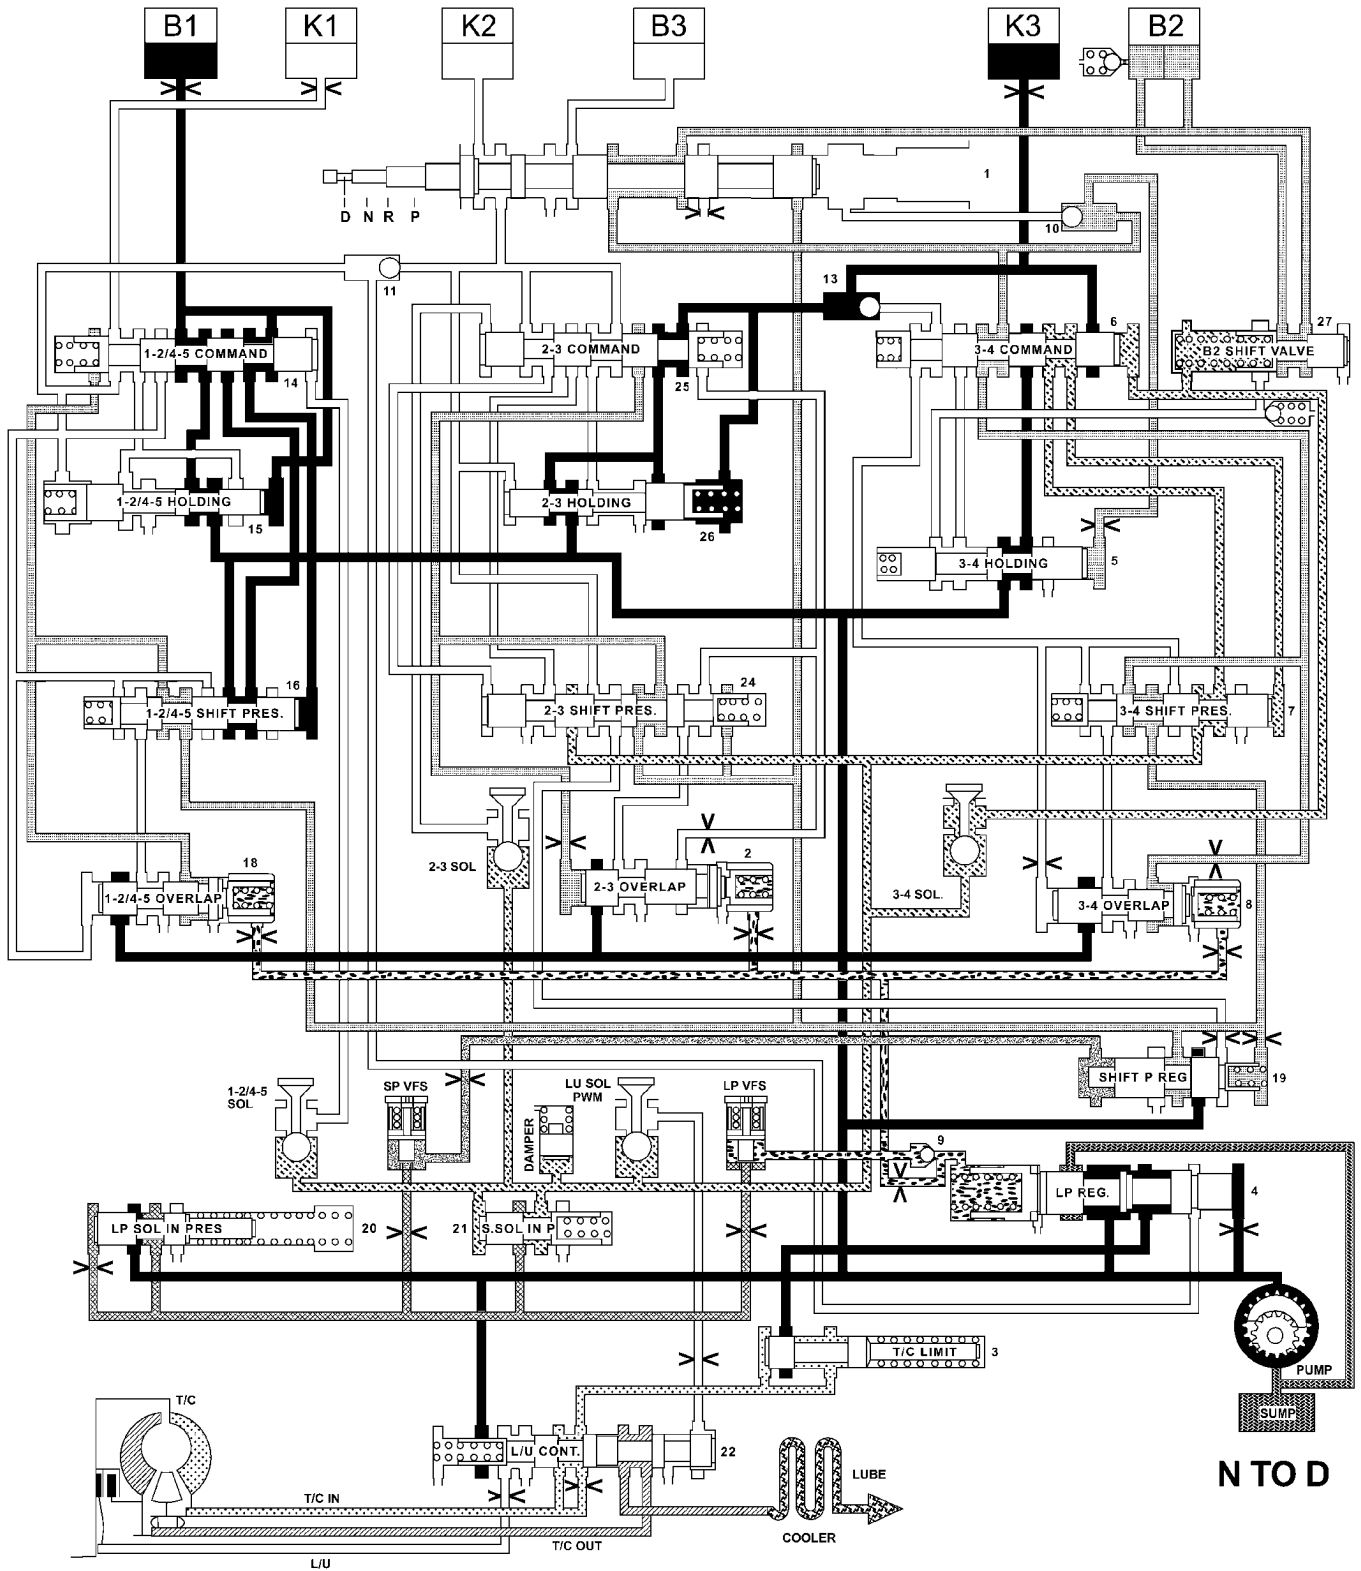 B1
K1
K2
B3
K3
B2
1
D N R P
10
11
13
6
27
1-2/4-5 COMMAND
14
2-3 COMMAND
25
3-4 COMMAND
B2 SHIFT VALVE
1-2/4-5 HOLDING
15
2-3 HOLDING
26
3-4 HOLDING
5
16
1-2/4-5 SHIFT PRES.
24
2-3 SHIFT PRES.
3-4 SHIFT PRES.
7
18
1-2/4-5 OVERLAP
2-3 SOL
2
2-3 OVERLAP
3-4 SOL.
3-4 OVERLAP
8
SHIFT P REG
19
1-2/4-5
SOL
SP VFS
DAMPER
LU SOL
PWM
LP VFS
9
LP REG.
4
LP SOL IN PRES
20
21
S.SOL IN P
PUMP
SUMP
T/C LIMIT
3
T/C
L/U CONT.
22
T/C IN
T/C OUT
L/U
COOLER
LUBE
N TO D